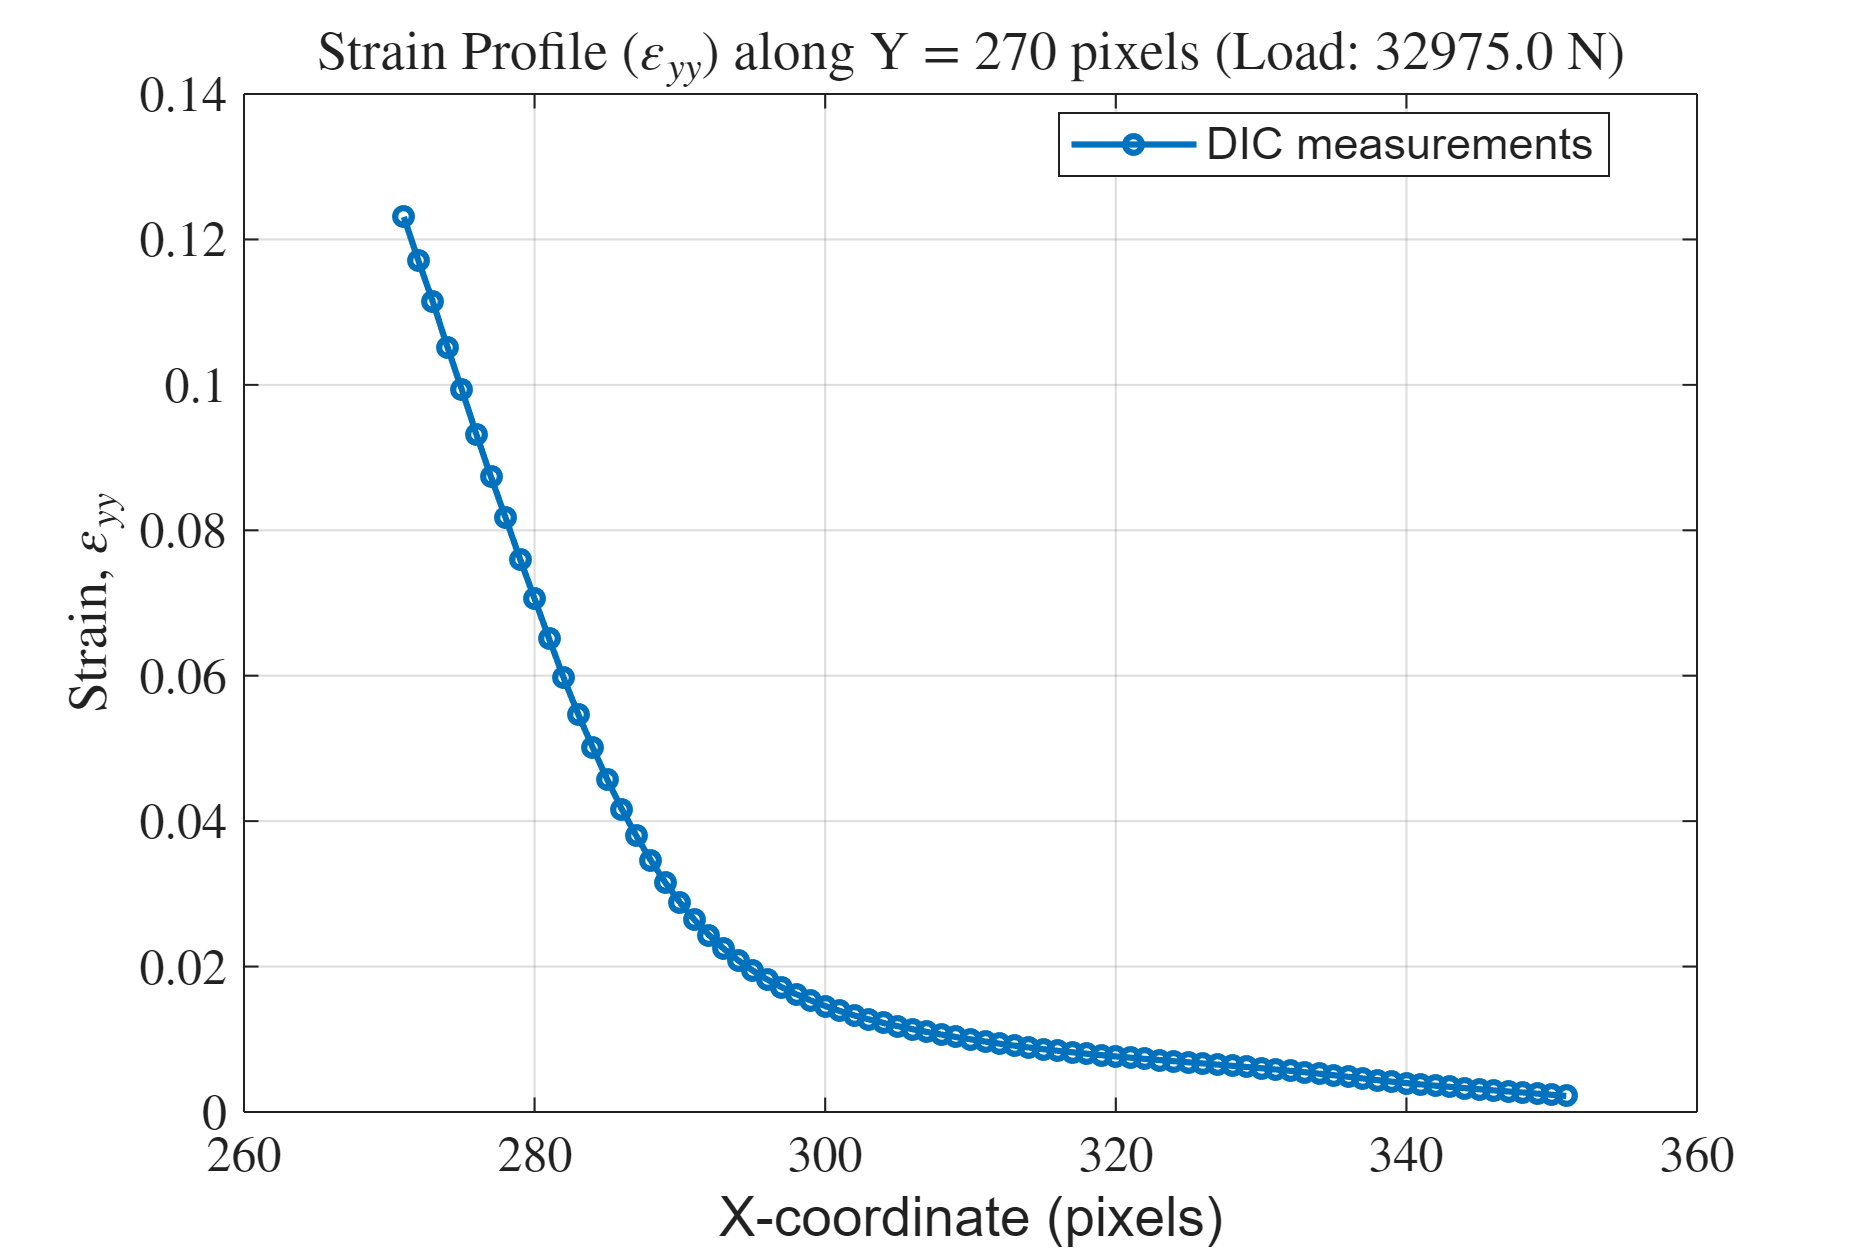 Strain Profile (εyy) along Y = 270 pixels (Load: 32975.0 N)
DIC measurements
Strain, εyy
0.14
0.12
0.1
0.08
0.06
0.04
0.02
0
260 280 300 320 340 360
X-coordinate (pixels)